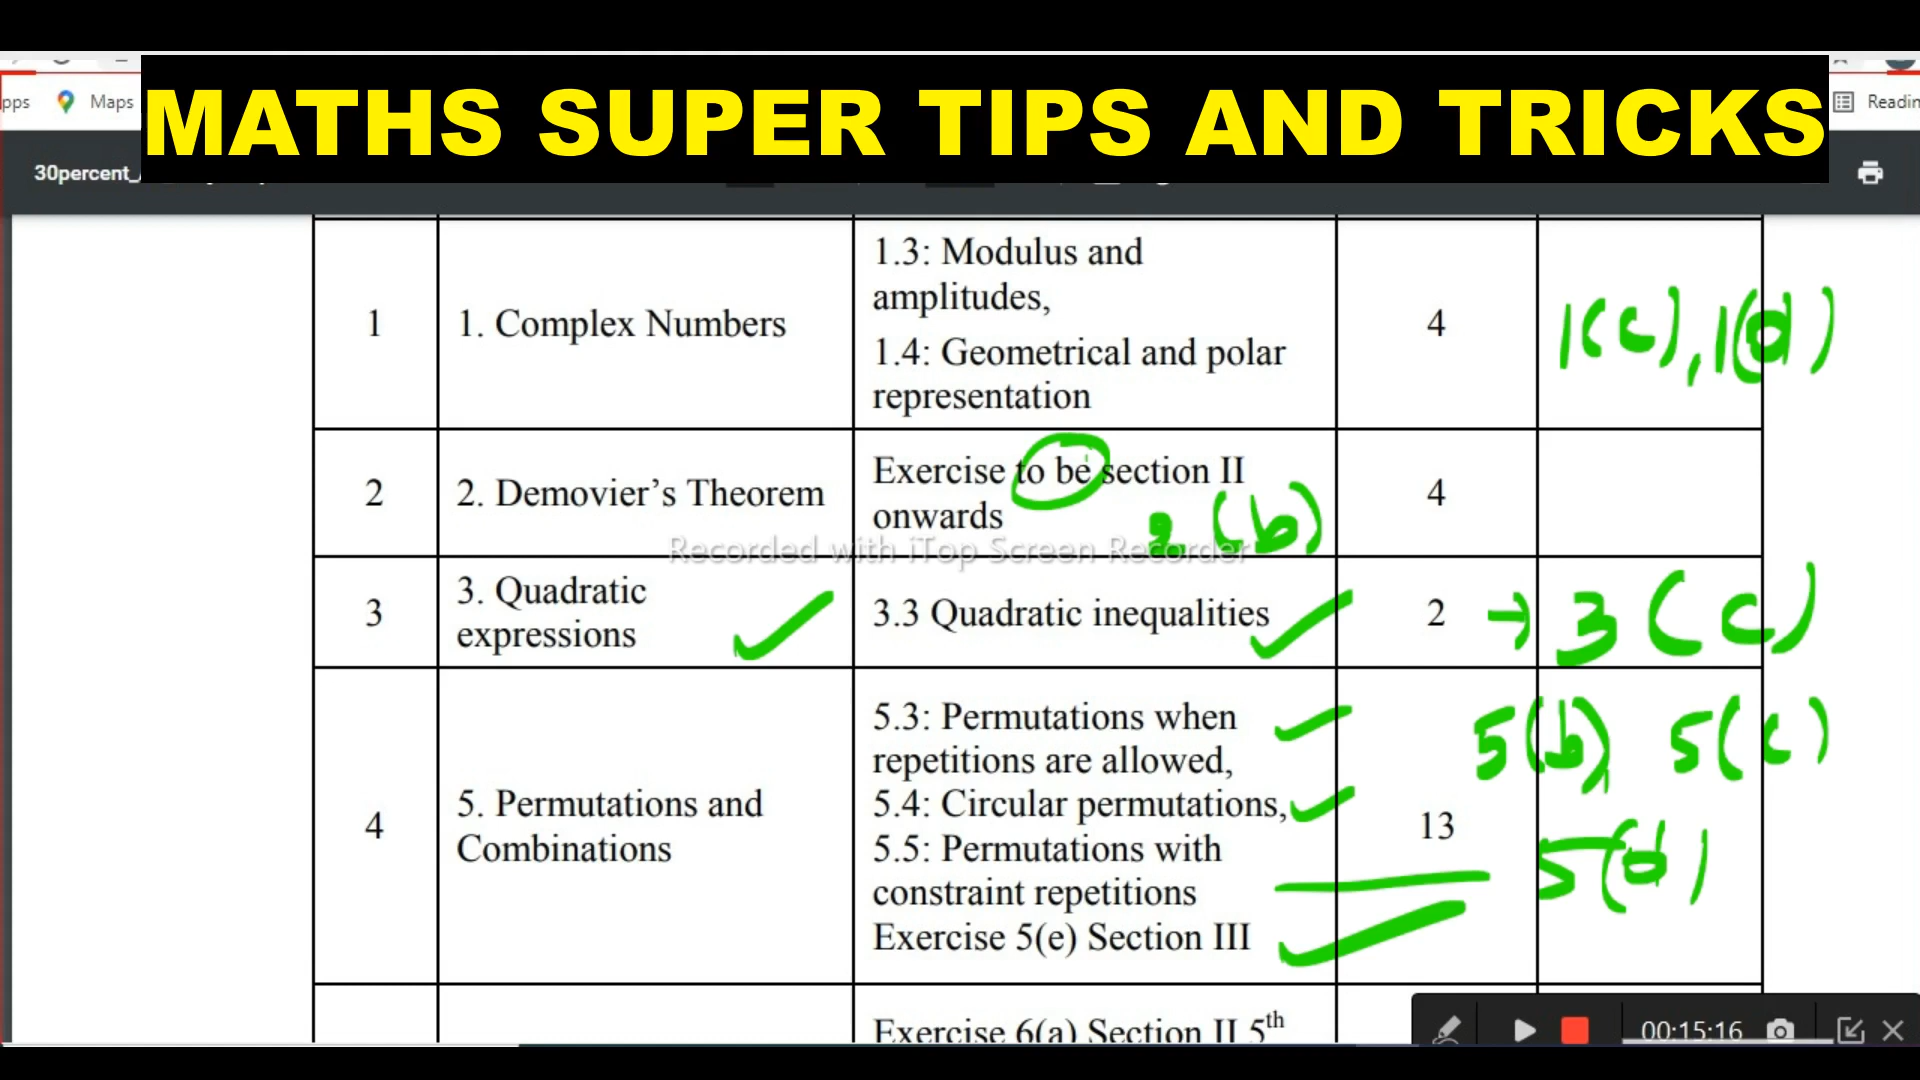 MATHS SUPER TIPS AND TRICKS
pps Maps
Readin
30percent_
1
1. Complex Numbers
1.3: Modulus and
amplitudes,
1.4: Geometrical and polar
representation
4
1(c), 1(d)
2
2. Demovier’s Theorem
Exercise to be section II
onwards
2(b)
4
Recorded with iTop Screen Recorder
3
3. Quadratic
expressions
3.3 Quadratic inequalities
2
→ 3(c)
4
5. Permutations and
Combinations
5.3: Permutations when
repetitions are allowed,
5.4: Circular permutations,
5.5: Permutations with
constraint repetitions
Exercise 5(e) Section III
13
5(b), 5(c)
5(d)
Exercise 6(a) Section II 5th
00:15:16